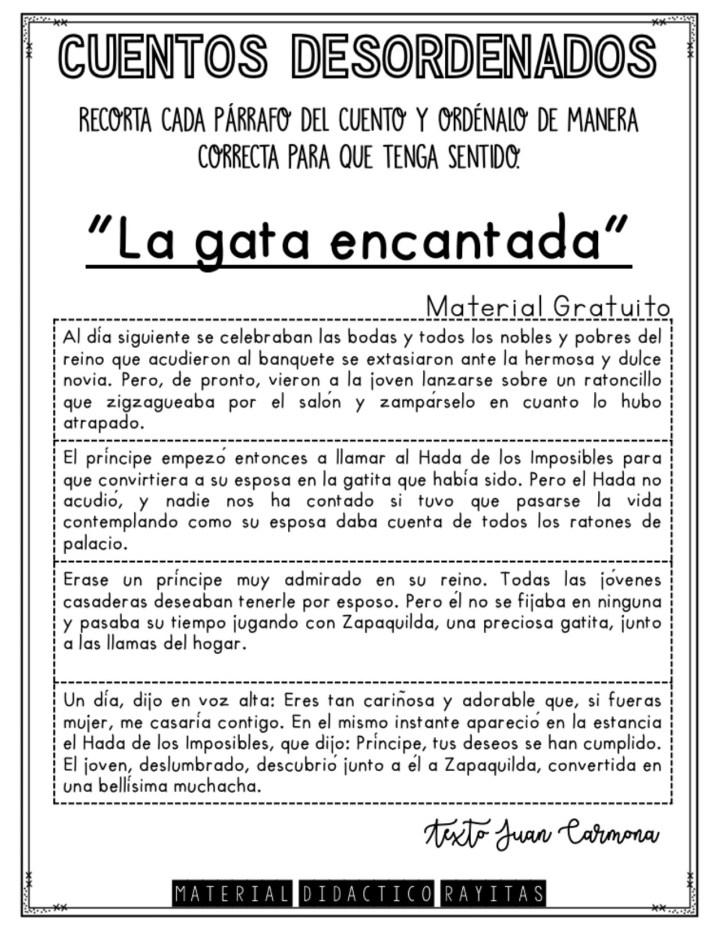 CUENTOS DESORDENADOS
RECORTA CADA PÁRRAFO DEL CUENTO Y ORDÉNALO DE MANERA
CORRECTA PARA QUE TENGA SENTIDO.
"La gata encantada"
Material Gratuito
Al día siguiente se celebraban las bodas y todos los nobles y pobres del
reino que acudieron al banquete se extasiaron ante la hermosa y dulce
novia. Pero, de pronto, vieron a la joven lanzarse sobre un ratoncillo
que zigzagueaba por el salón y zampárselo en cuanto lo hubo
atrapado.
El príncipe empezó entonces a llamar al Hada de los Imposibles para
que convirtiera a su esposa en la gatita que había sido. Pero el Hada no
acudió, y nadie nos ha contado si tuvo que pasarse la vida
contemplando como su esposa daba cuenta de todos los ratones de
palacio.
Erase un príncipe muy admirado en su reino. Todas las jóvenes
casaderas deseaban tenerle por esposo. Pero él no se fijaba en ninguna
y pasaba su tiempo jugando con Zapaquilda, una preciosa gatita, junto
a las llamas del hogar.
Un día, dijo en voz alta: Eres tan cariñosa y adorable que, si fueras
mujer, me casaría contigo. En el mismo instante apareció en la estancia
el Hada de los Imposibles, que dijo: Príncipe, tus deseos se han cumplido.
El joven, deslumbrado, descubrió junto a él a Zapaquilda, convertida en
una bellísima muchacha.
texto Juan Carmona
MATERIAL DIDACTICO RAYITAS